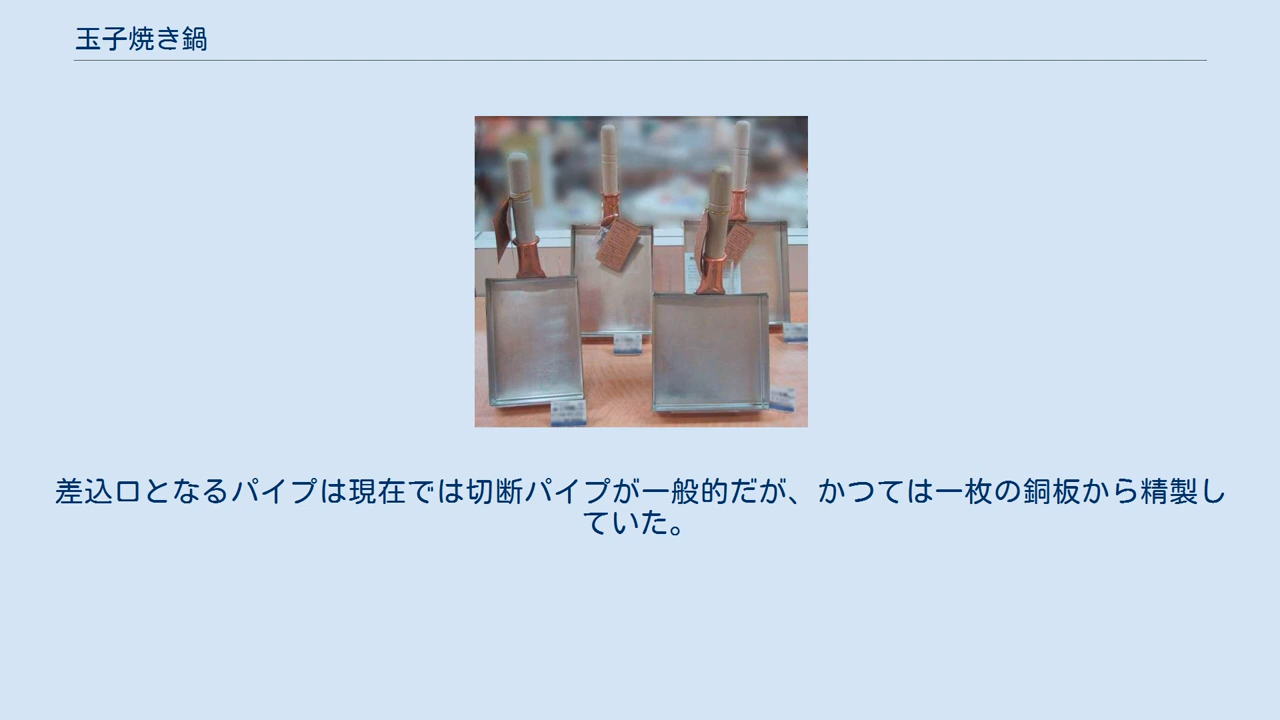 玉子焼き鍋
差込口となるパイプは現在では切断パイプが一般的だが、かつては一枚の銅板から精製し
ていた。